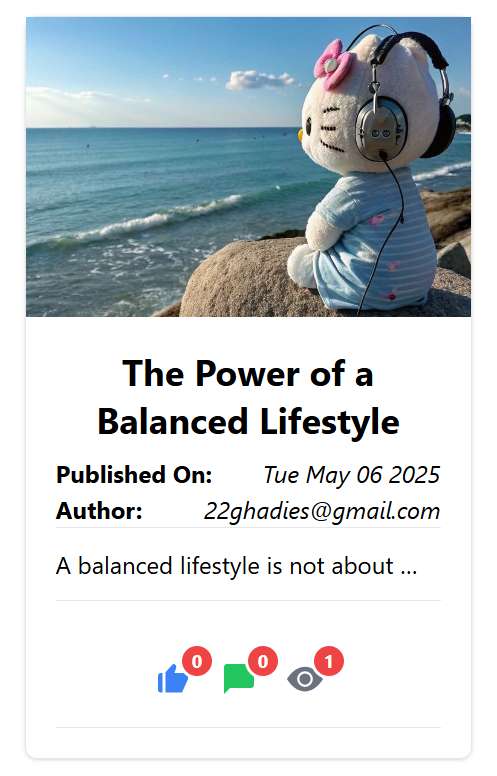 The Power of a
Balanced Lifestyle
Published On: Tue May 06 2025
Author: 22ghadies@gmail.com
A balanced lifestyle is not about ...
0 0 1